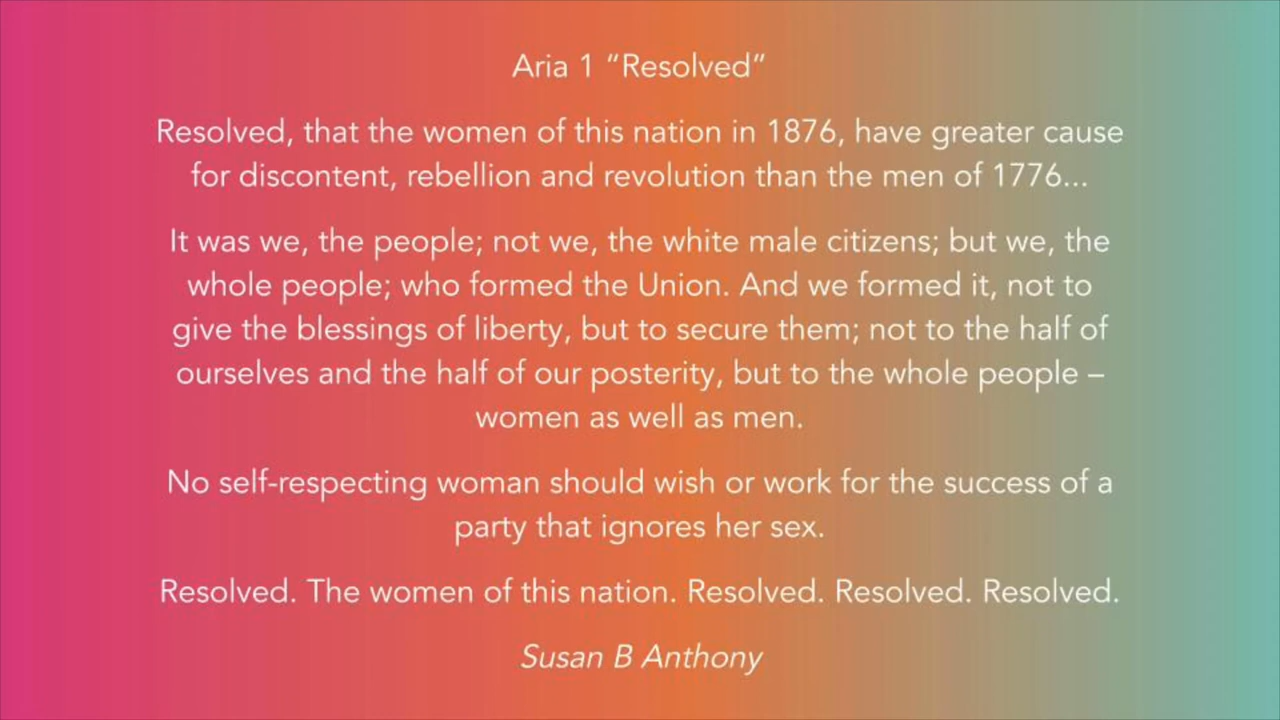 Aria 1 “Resolved”
Resolved, that the women of this nation in 1876, have greater cause
for discontent, rebellion and revolution than the men of 1776...
It was we, the people; not we, the white male citizens; but we, the
whole people; who formed the Union. And we formed it, not to
give the blessings of liberty, but to secure them; not to the half of
ourselves and the half of our posterity, but to the whole people –
women as well as men.
No self-respecting woman should wish or work for the success of a
party that ignores her sex.
Resolved. The women of this nation. Resolved. Resolved. Resolved.
Susan B Anthony